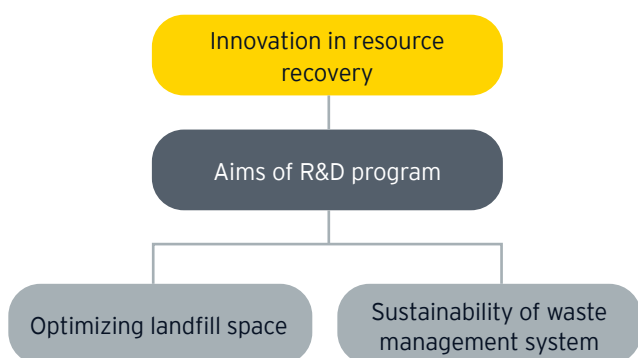 Innovation in resource
recovery
Aims of R&D program
Optimizing landfill space
Sustainability of waste
management system